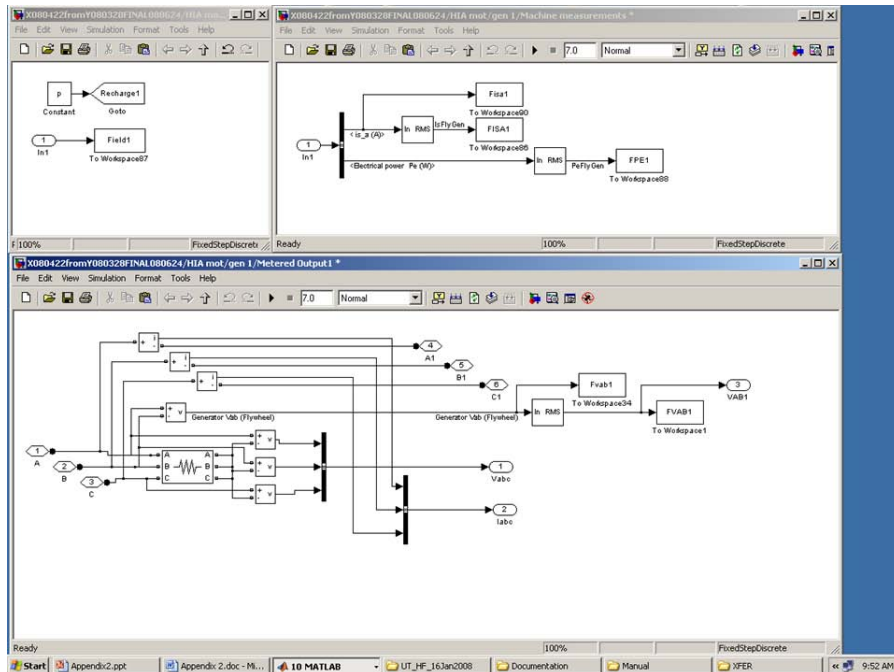 X080422fromY080328FINAL080624/HIA mot...
File Edit View Simulation Format Tools Help
p
Constant
Recharge1
Goto
1
In1
Field1
To Workspace87
100%
FixedStepDiscrete
X080422fromY080328FINAL080624/HIA mot/gen 1/Machine measurements *
File Edit View Simulation Format Tools Help
7.0 Normal
Fisa1
To Workspace90
<is_a (A)>
In RMS
IsFlyGen
FISA1
To Workspace86
1
In1
<Electrical power Pe (W)>
In RMS
PeFlyGen
FPE1
To Workspace88
Ready 100% FixedStepDiscrete
X080422fromY080328FINAL080624/HIA mot/gen 1/Metered Output1 *
File Edit View Simulation Format Tools Help
7.0 Normal
+ i -
4
A1
+ i -
5
B1
+ i -
6
C1
+ v -
Generator Vab (Flywheel)
Generator Vab (Flywheel)
Fvab1
To Workspace34
In RMS
FVAB1
To Workspace1
3
VAB1
1
A
2
B
3
C
A A
B B
C C
+ v -
+ v -
+ v -
1
Vabc
2
Iabc
Ready 100% FixedStepDiscrete
Start Appendix2.ppt Appendix 2.doc - Mi... 10 MATLAB UT_HF_16Jan2008 Documentation Manual XFER 9:52 AM